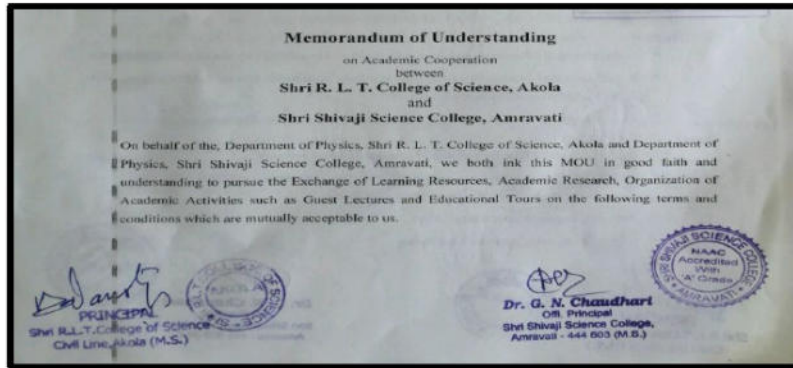 Memorandum of Understanding
on Academic Cooperation
between
Shri R. L. T. College of Science, Akola
and
Shri Shivaji Science College, Amravati
On behalf of the, Department of Physics, Shri R. L. T. College of Science, Akola and Department of
Physics, Shri Shivaji Science College, Amravati, we both ink this MOU in good faith and
understanding to pursue the Exchange of Learning Resources, Academic Research, Organization of
Academic Activities such as Guest Lectures and Educational Tours on the following terms and
conditions which are mutually acceptable to us.
PRINCIPAL
Shri R.L.T. College of Science
Civil Line, Akola (M.S.)
Dr. G. N. Chaudhari
Offi. Principal
Shri Shivaji Science College,
Amravati - 444 603 (M.S.)
SHRI SHIVAJI SCIENCE COLLEGE
NAAC
Accredited
With
'A' Grade
AMRAVATI